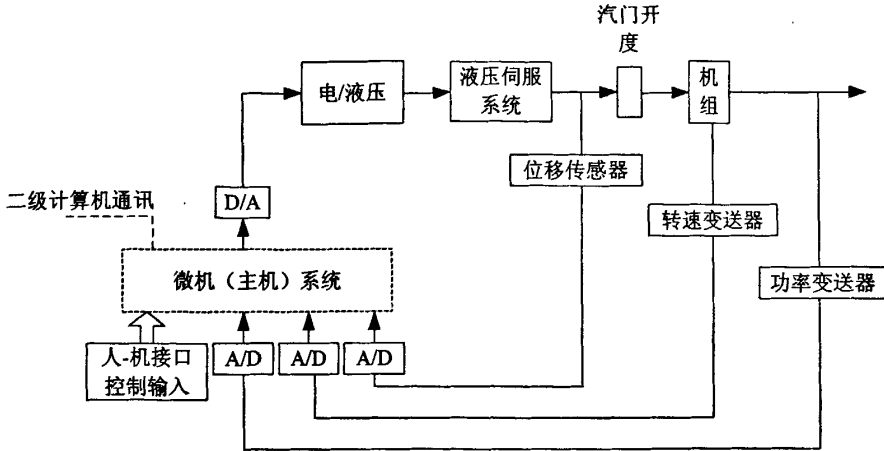 汽门开
度
电/液压
液压伺服
系统
机
组
位移传感器
二级计算机通讯
D/A
转速变送器
微机（主机）系统
功率变送器
人-机接口
控制输入
A/D
A/D
A/D